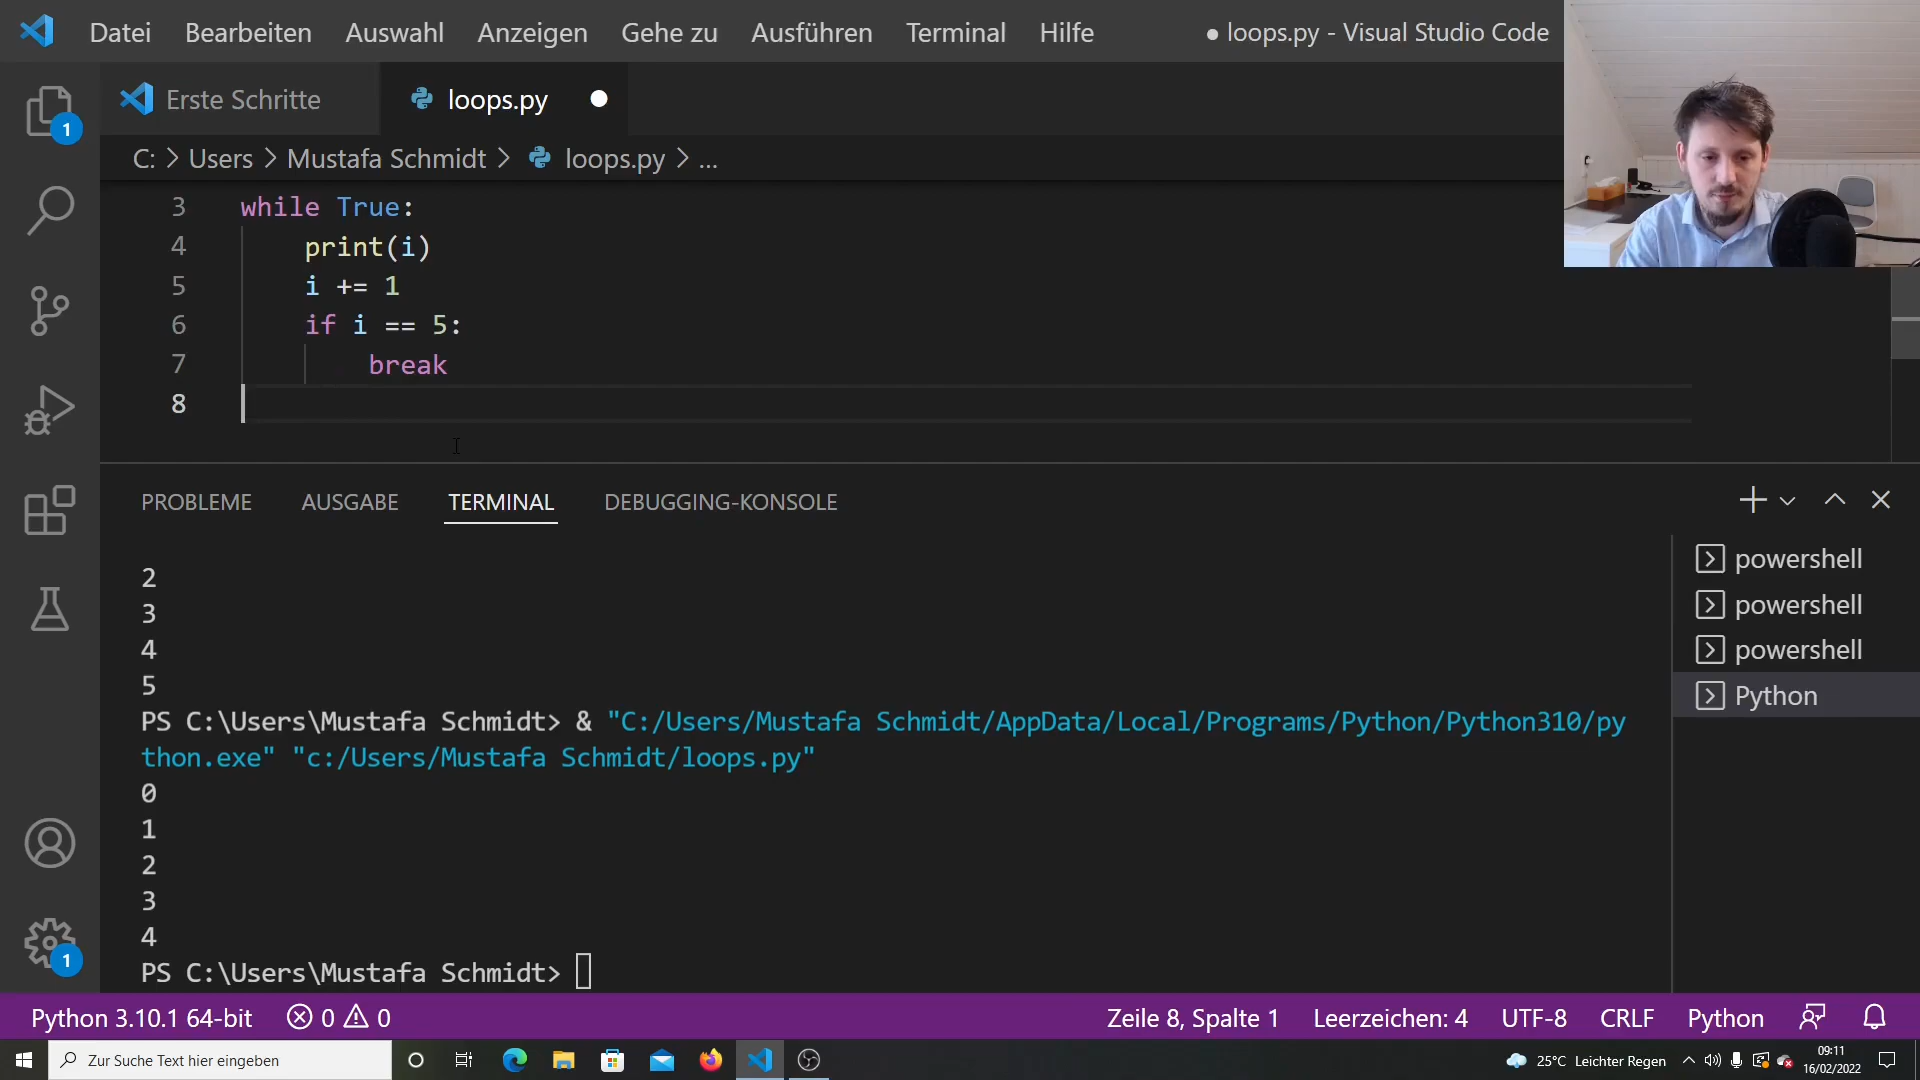 Datei Bearbeiten Auswahl Anzeigen Gehe zu Ausführen Terminal Hilfe ● loops.py - Visual Studio Code
Erste Schritte loops.py ●
C: > Users > Mustafa Schmidt > loops.py > ...
3 while True:
4 print(i)
5 i += 1
6 if i == 5:
7 break
8
PROBLEME AUSGABE TERMINAL DEBUGGING-KONSOLE
2
3
4
5
PS C:\Users\Mustafa Schmidt> & "C:/Users/Mustafa Schmidt/AppData/Local/Programs/Python/Python310/py
thon.exe" "c:/Users/Mustafa Schmidt/loops.py"
0
1
2
3
4
PS C:\Users\Mustafa Schmidt>
powershell
powershell
powershell
Python
1
1
Python 3.10.1 64-bit 0 0 Zeile 8, Spalte 1 Leerzeichen: 4 UTF-8 CRLF Python
Zur Suche Text hier eingeben 25°C Leichter Regen 09:11
16/02/2022